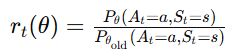 r_t(θ) = P_θ(A_t=a,S_t=s) / P_θ_old(A_t=a,S_t=s)